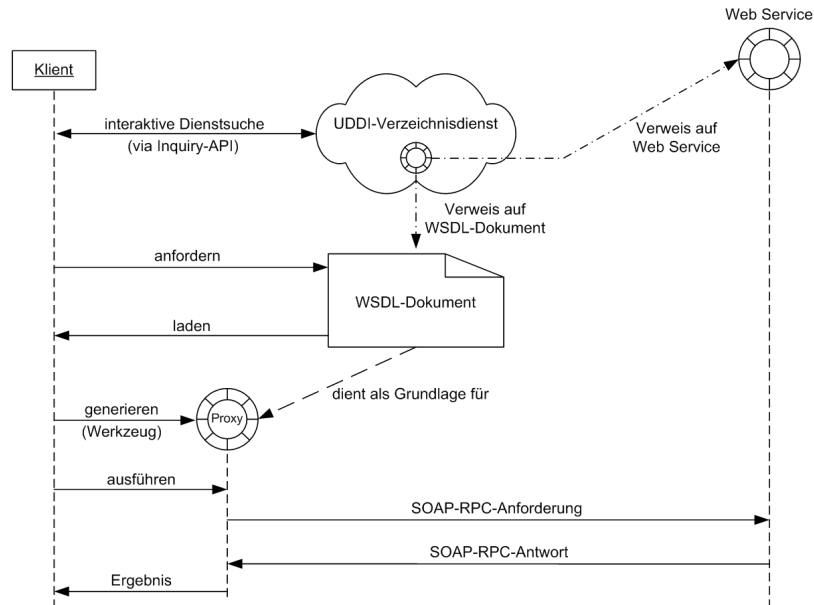 Web Service
Klient
interaktive Dienstsuche
(via Inquiry-API)
UDDI-Verzeichnisdienst
Verweis auf
Web Service
Verweis auf
WSDL-Dokument
anfordern
WSDL-Dokument
laden
dient als Grundlage für
generieren
(Werkzeug)
Proxy
ausführen
SOAP-RPC-Anforderung
SOAP-RPC-Antwort
Ergebnis